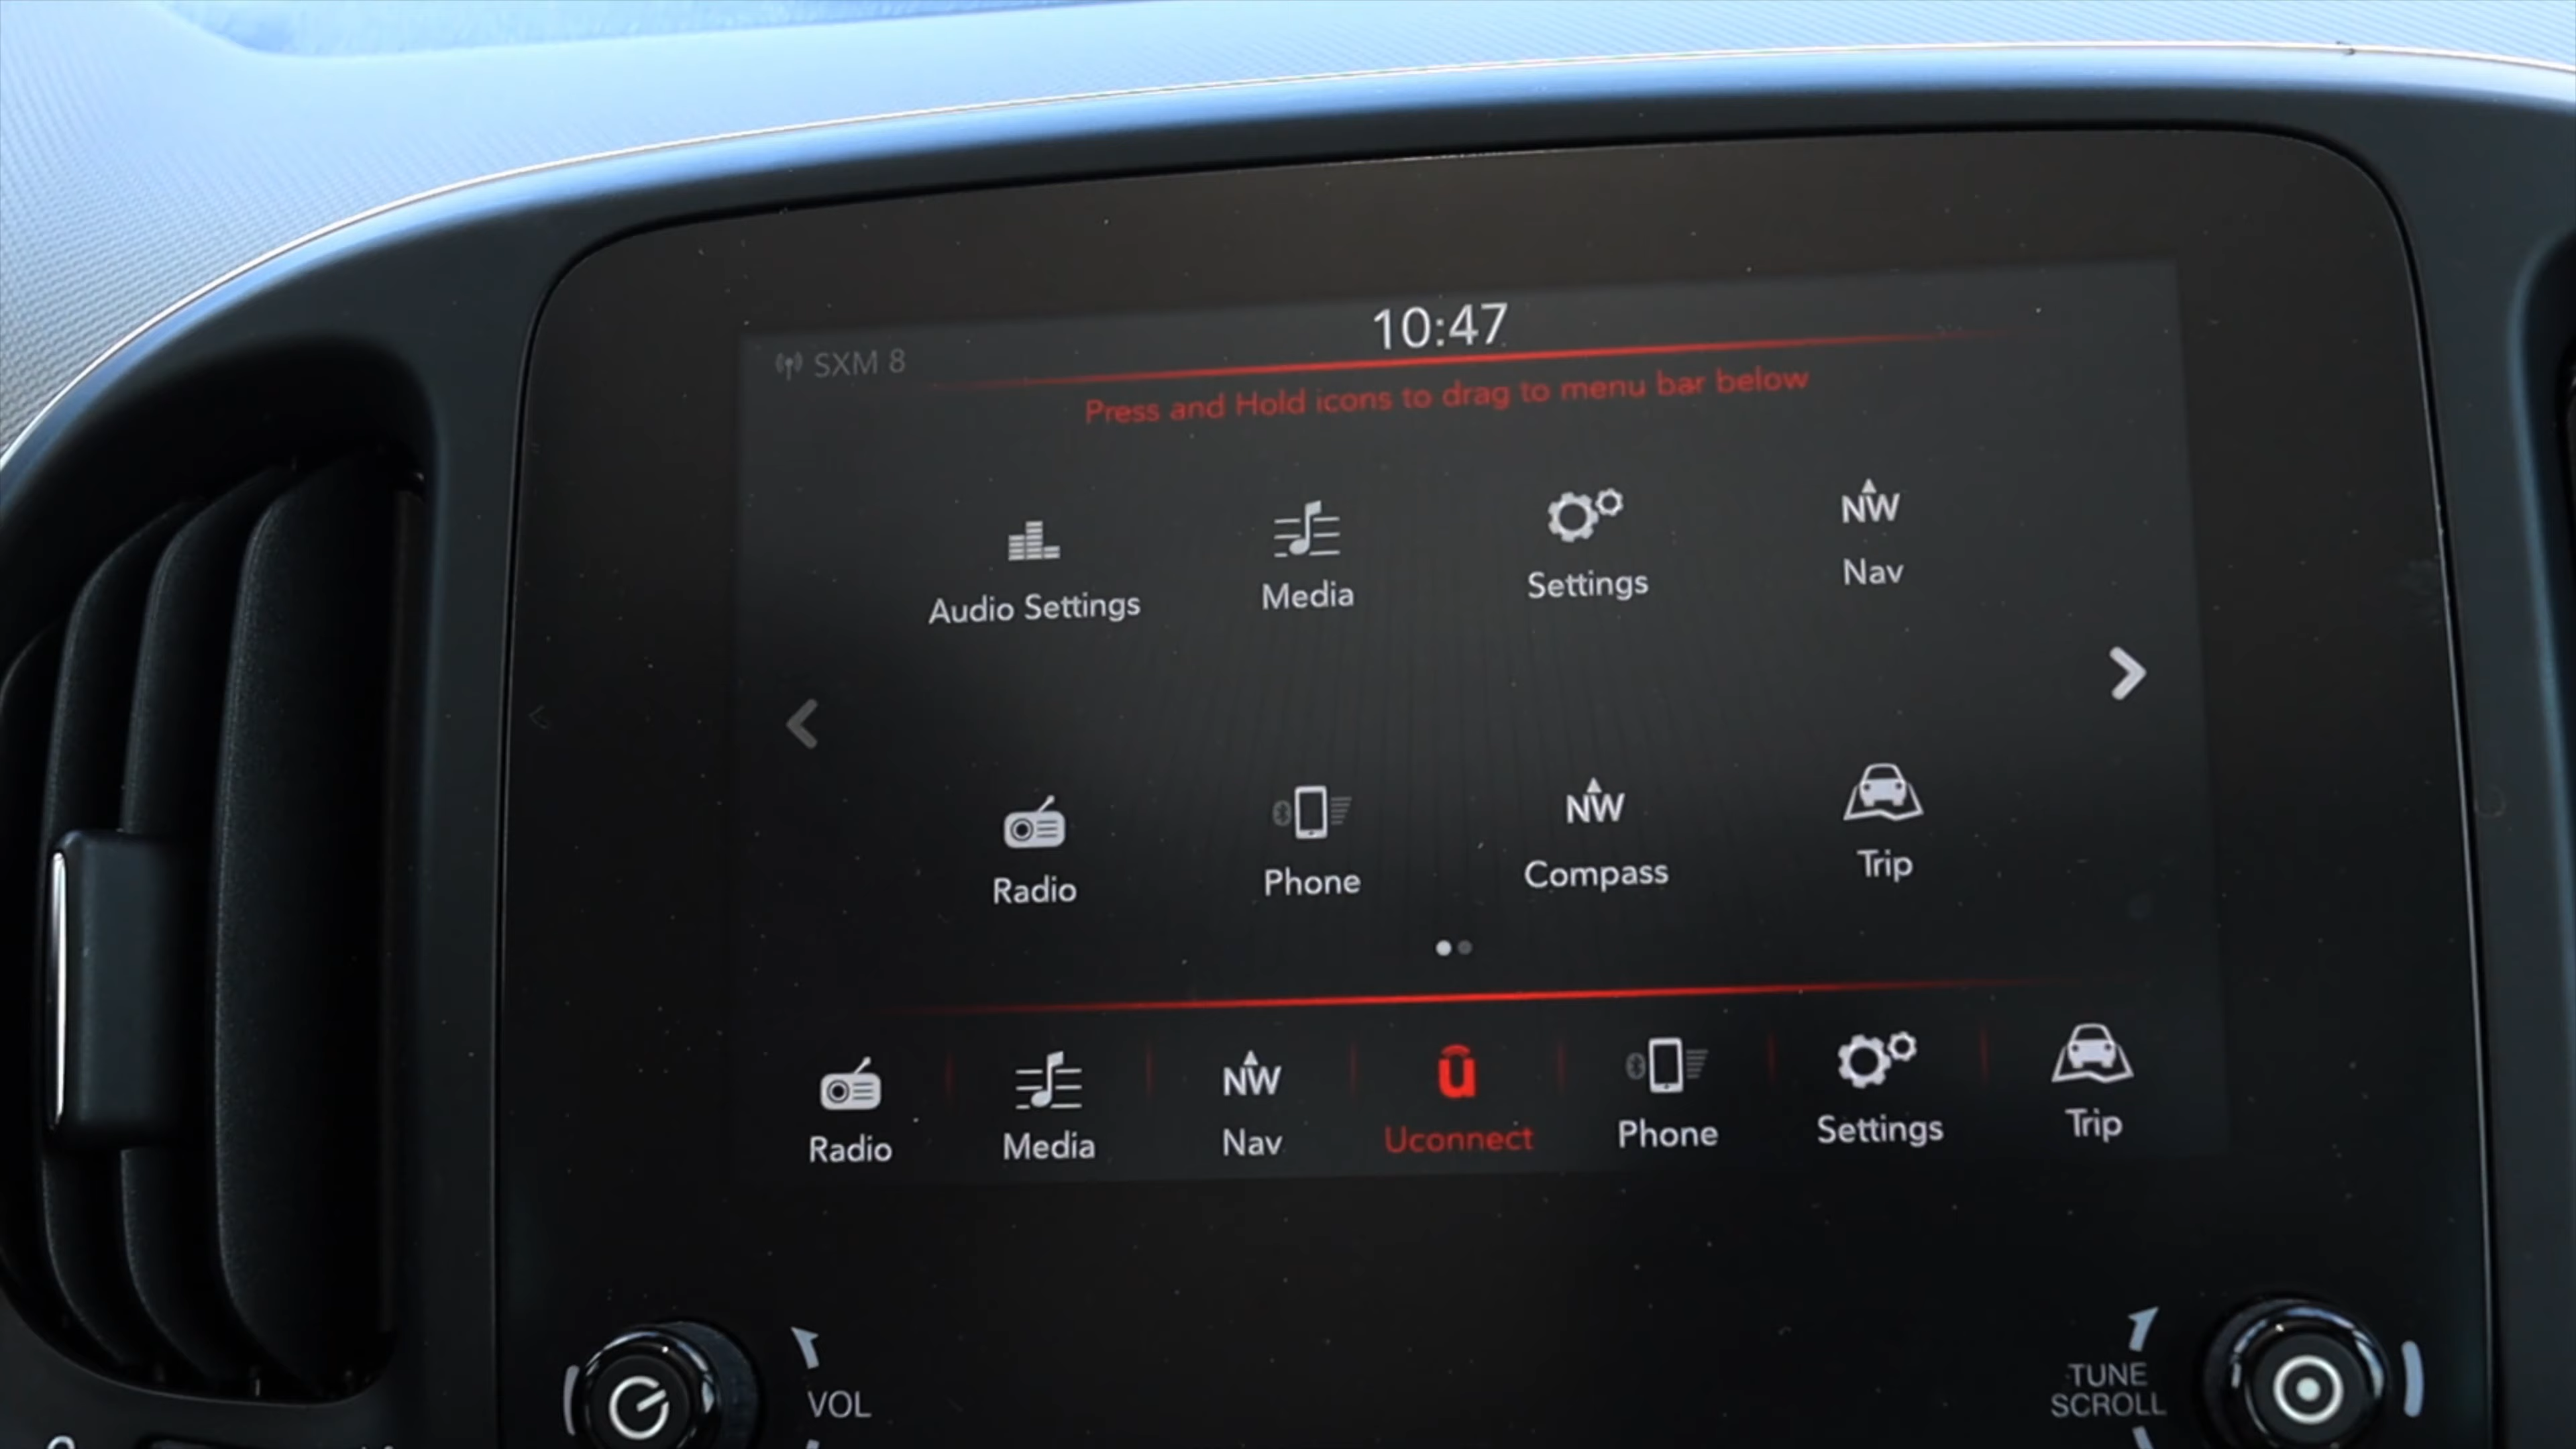 10:47
SXM 8
Press and Hold icons to drag to menu bar below
NW
Audio Settings
Media
Settings
Nav
NW
Radio
Phone
Compass
Trip
NW
u
Radio
Media
Nav
Uconnect
Phone
Settings
Trip
VOL
TUNE
SCROLL